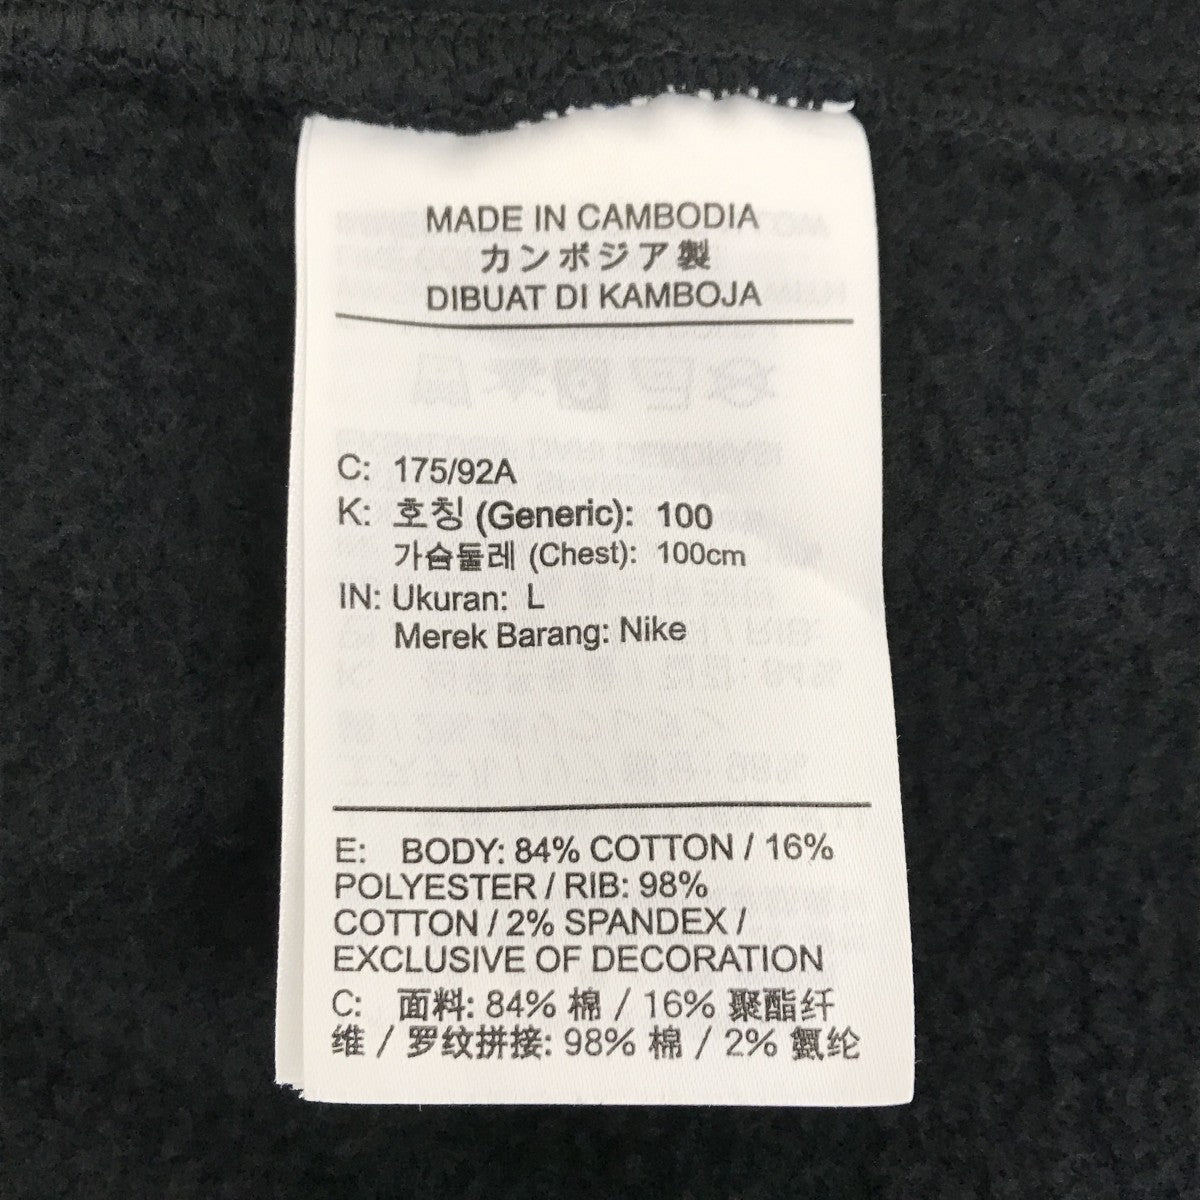 MADE IN CAMBODIA
カンボジア製
DIBUAT DI KAMBOJA
C: 175/92A
K: 호칭 (Generic): 100
가슴둘레 (Chest): 100cm
IN: Ukuran: L
Merek Barang: Nike
E: BODY: 84% COTTON / 16%
POLYESTER / RIB: 98%
COTTON / 2% SPANDEX /
EXCLUSIVE OF DECORATION
C: 面料: 84% 棉 / 16% 聚酯纤
维 / 罗纹拼接: 98% 棉 / 2% 氨纶